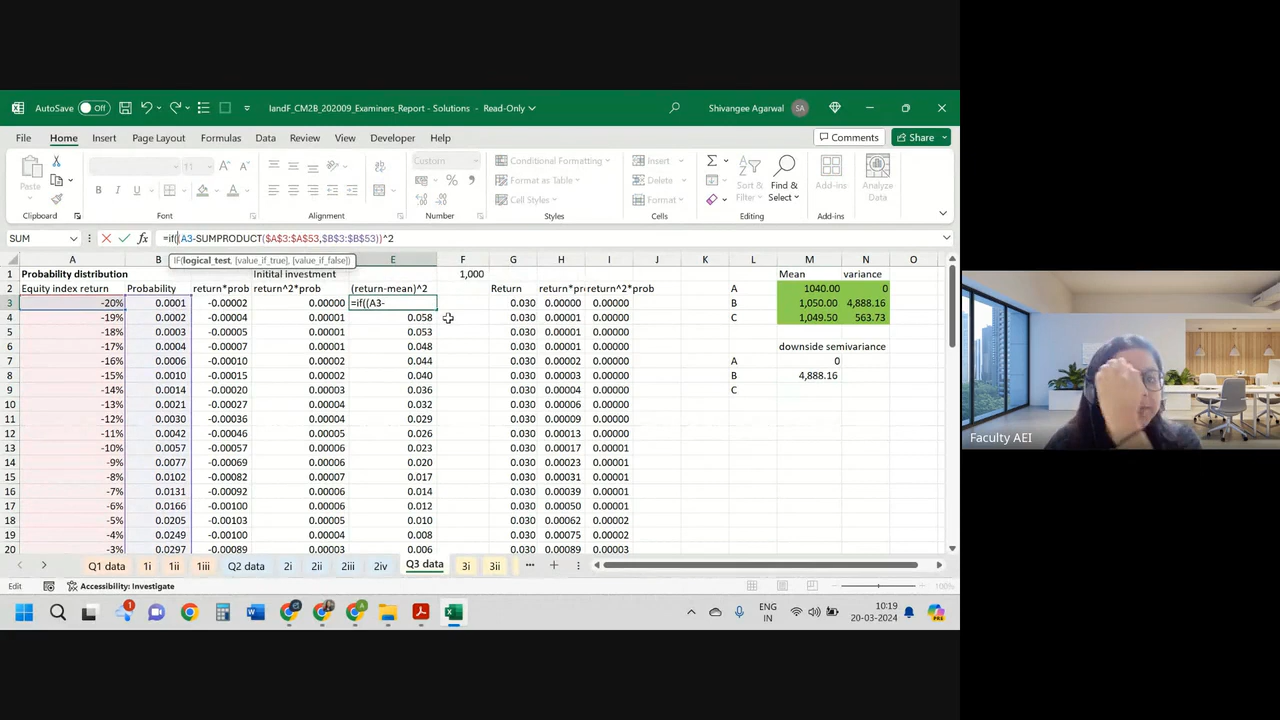 AutoSave Off IandF_CM2B_202009_Examiners_Report - Solutions - Read-Only Shivangee Agarwal SA
File Home Insert Page Layout Formulas Data Review View Developer Help Comments Share
Paste 11 A A B I U A Custom % Conditional Formatting Format as Table Cell Styles Insert Delete Format Sort & Filter Find & Select Add-ins Analyze Data
Clipboard Font Alignment Number Styles Cells Editing Add-ins
SUM fx =if((A3-SUMPRODUCT($A$3:$A$53,$B$3:$B$53))^2
IF(logical_test, [value_if_true], [value_if_false])
A B C D E F G H I J K L M N O
1 Probability distribution Initital investment 1,000 Mean variance
2 Equity index return Probability return*prob return^2*prob (return-mean)^2 Return return*pr return^2*prob A 1040.00 0
3 -20% 0.0001 -0.00002 0.00000 =if((A3- 0.030 0.00000 0.00000 B 1,050.00 4,888.16
4 -19% 0.0002 -0.00004 0.00001 0.058 0.030 0.00001 0.00000 C 1,049.50 563.73
5 -18% 0.0003 -0.00005 0.00001 0.053 0.030 0.00001 0.00000
6 -17% 0.0004 -0.00007 0.00001 0.048 0.030 0.00001 0.00000 downside semivariance
7 -16% 0.0006 -0.00010 0.00002 0.044 0.030 0.00002 0.00000 A 0
8 -15% 0.0010 -0.00015 0.00002 0.040 0.030 0.00003 0.00000 B 4,888.16
9 -14% 0.0014 -0.00020 0.00003 0.036 0.030 0.00004 0.00000 C
10 -13% 0.0021 -0.00027 0.00004 0.032 0.030 0.00006 0.00000
11 -12% 0.0030 -0.00036 0.00004 0.029 0.030 0.00009 0.00000
12 -11% 0.0042 -0.00046 0.00005 0.026 0.030 0.00013 0.00000
13 -10% 0.0057 -0.00057 0.00006 0.023 0.030 0.00017 0.00001
14 -9% 0.0077 -0.00069 0.00006 0.020 0.030 0.00023 0.00001
15 -8% 0.0102 -0.00082 0.00007 0.017 0.030 0.00031 0.00001
16 -7% 0.0131 -0.00092 0.00006 0.014 0.030 0.00039 0.00001
17 -6% 0.0166 -0.00100 0.00006 0.012 0.030 0.00050 0.00001
18 -5% 0.0205 -0.00103 0.00005 0.010 0.030 0.00062 0.00002
19 -4% 0.0249 -0.00100 0.00004 0.008 0.030 0.00075 0.00002
20 -3% 0.0297 -0.00089 0.00003 0.006 0.030 0.00089 0.00003
Q1 data 1i 1ii 1iii Q2 data 2i 2ii 2iii 2iv Q3 data 3i 3ii
Edit Accessibility: Investigate 100%
ENG IN 10:19 20-03-2024
Faculty AEI